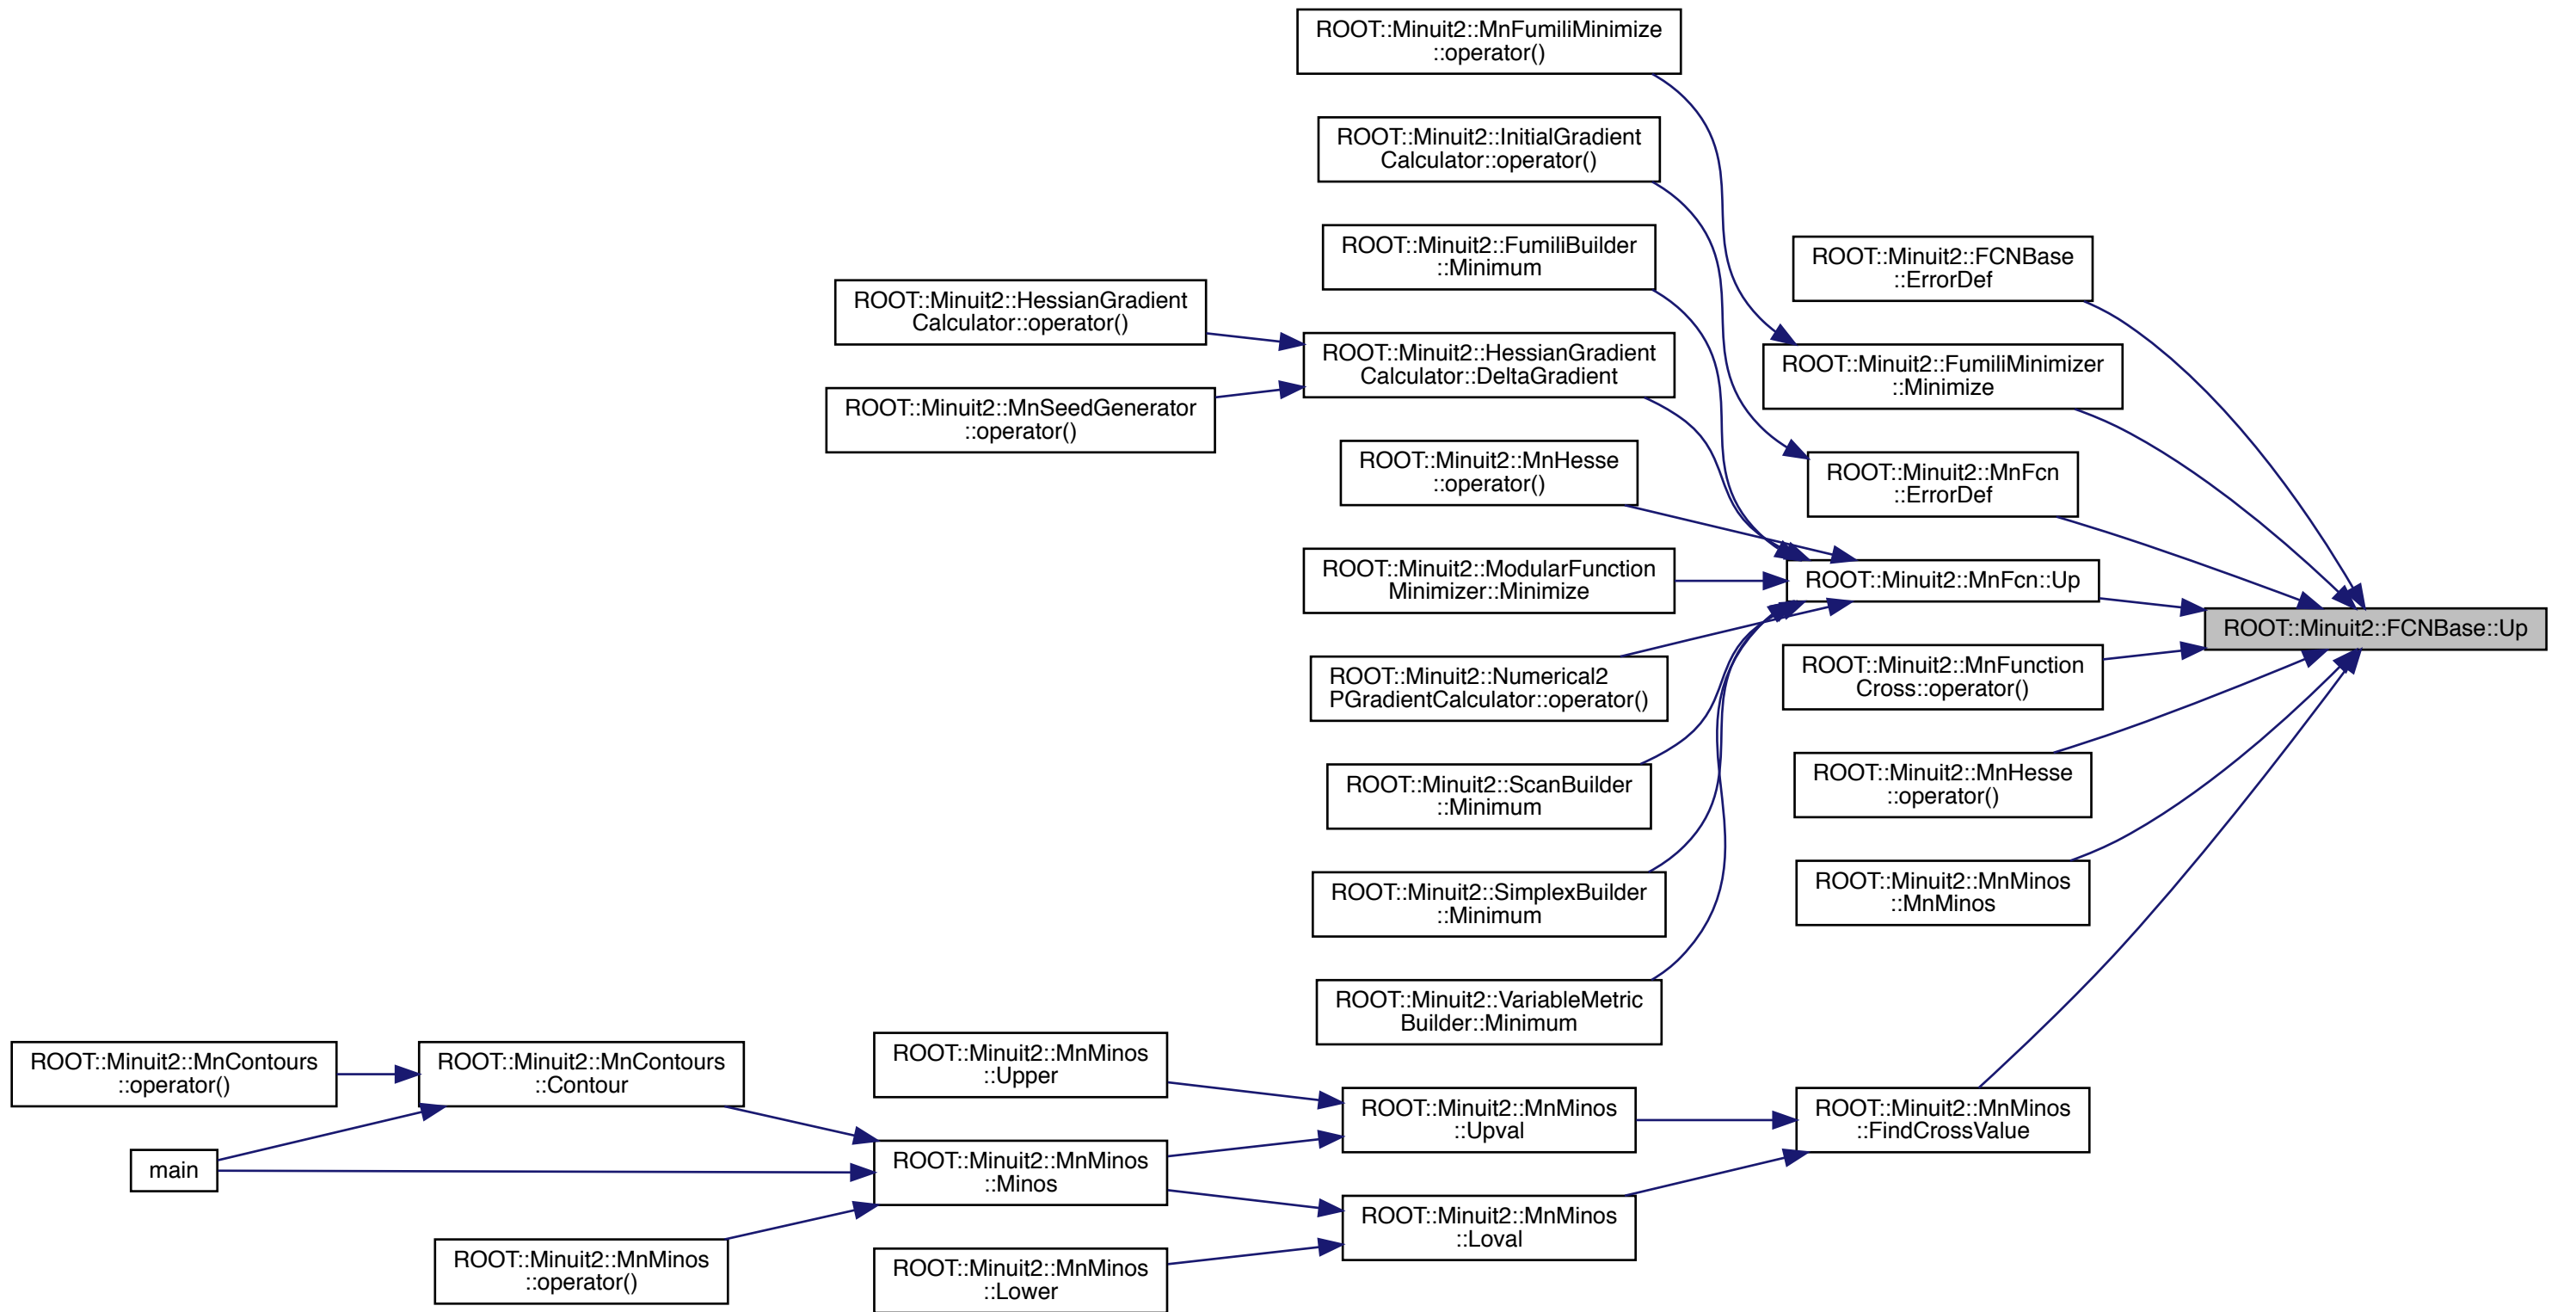 ROOT::Minuit2::MnFumiliMinimize
::operator()
ROOT::Minuit2::InitialGradient
Calculator::operator()
ROOT::Minuit2::FumiliBuilder
::Minimum
ROOT::Minuit2::FCNBase
::ErrorDef
ROOT::Minuit2::HessianGradient
Calculator::operator()
ROOT::Minuit2::HessianGradient
Calculator::DeltaGradient
ROOT::Minuit2::FumiliMinimizer
::Minimize
ROOT::Minuit2::MnSeedGenerator
::operator()
ROOT::Minuit2::MnHesse
::operator()
ROOT::Minuit2::MnFcn
::ErrorDef
ROOT::Minuit2::ModularFunction
Minimizer::Minimize
ROOT::Minuit2::MnFcn::Up
ROOT::Minuit2::FCNBase::Up
ROOT::Minuit2::Numerical2
PGradientCalculator::operator()
ROOT::Minuit2::MnFunction
Cross::operator()
ROOT::Minuit2::ScanBuilder
::Minimum
ROOT::Minuit2::MnHesse
::operator()
ROOT::Minuit2::SimplexBuilder
::Minimum
ROOT::Minuit2::MnMinos
::MnMinos
ROOT::Minuit2::VariableMetric
Builder::Minimum
ROOT::Minuit2::MnContours
::operator()
ROOT::Minuit2::MnContours
::Contour
ROOT::Minuit2::MnMinos
::Upper
ROOT::Minuit2::MnMinos
::Upval
ROOT::Minuit2::MnMinos
::FindCrossValue
main
ROOT::Minuit2::MnMinos
::Minos
ROOT::Minuit2::MnMinos
::Loval
ROOT::Minuit2::MnMinos
::operator()
ROOT::Minuit2::MnMinos
::Lower